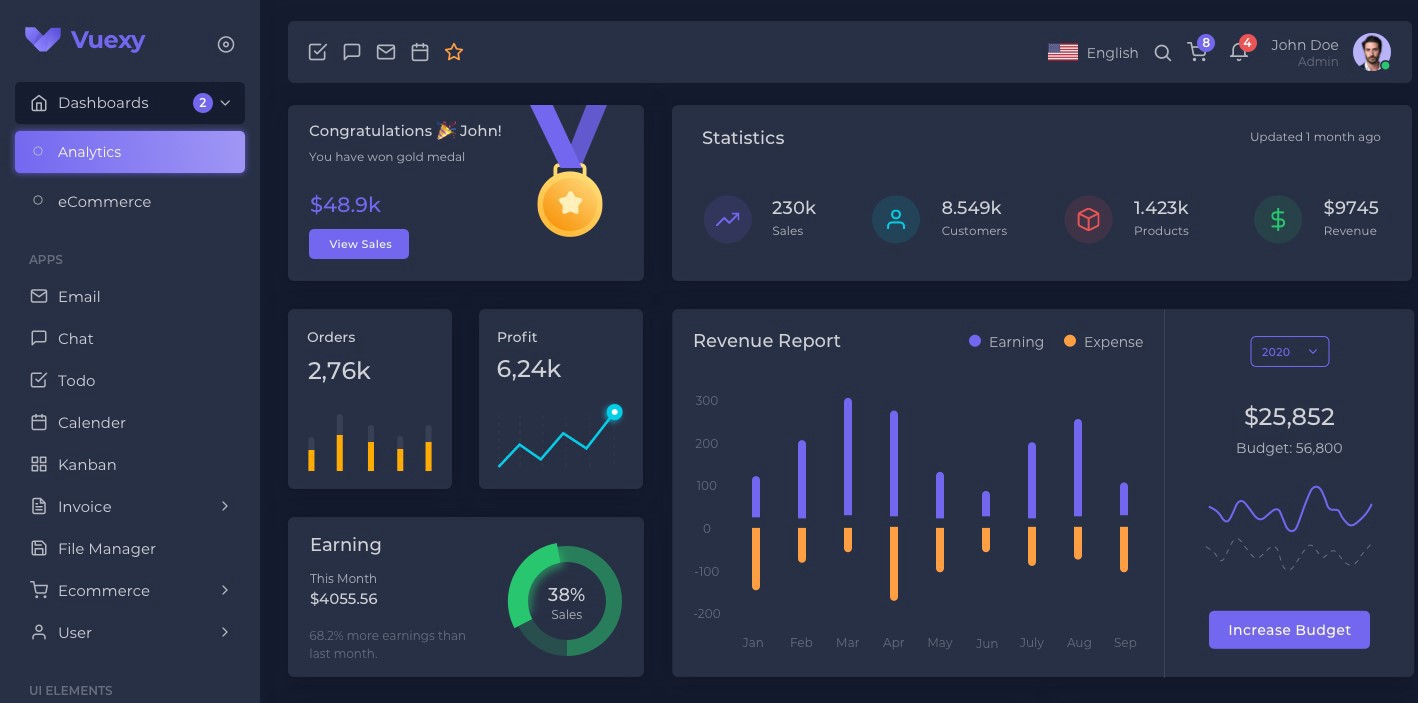 Vuexy
Dashboards 2
Analytics
eCommerce
APPS
Email
Chat
Todo
Calender
Kanban
Invoice
File Manager
Ecommerce
User
UI ELEMENTS
English
8
4
John Doe
Admin
Congratulations 🎉 John!
You have won gold medal
$48.9k
View Sales
Statistics
Updated 1 month ago
230k
Sales
8.549k
Customers
1.423k
Products
$9745
Revenue
Orders
2,76k
Profit
6,24k
Earning
This Month
$4055.56
68.2% more earnings than
last month.
38%
Sales
Revenue Report
Earning
Expense
300
200
100
0
-100
-200
Jan Feb Mar Apr May Jun July Aug Sep
2020
$25,852
Budget: 56,800
Increase Budget